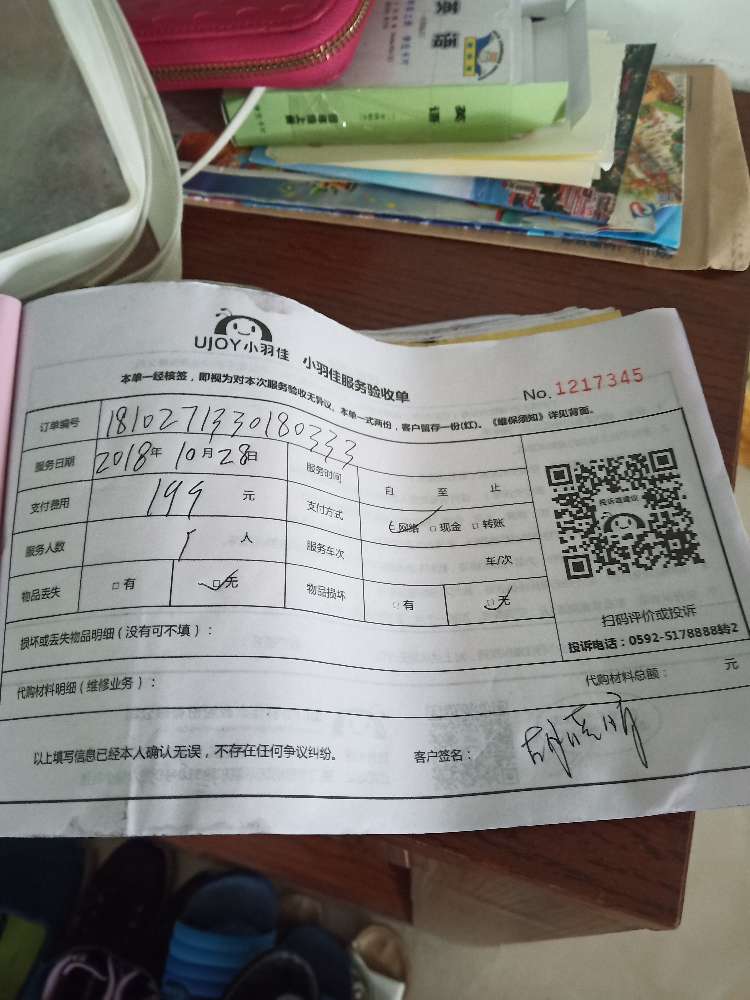 英语
英语
UJOY小羽佳 小羽佳服务验收单
No. 1217345
本单一经核签，即视为对本次服务验收无异议。本单一式两份，客户留存一份(红)。《维保须知》详见背面。
订单编号 1810271330180333
服务日期 2018年10月28日 服务时间 自 至 止
支付费用 199 元 支付方式 网络 □现金 □转账
服务人数 1 人 服务车次 车/次
物品丢失 □有 □无 物品损坏 □有 □无
投诉或建议
扫码评价或投诉
投诉电话：0592-5178888转2
损坏或丢失物品明细（没有可不填）：
代购材料明细（维修业务）： 代购材料总额： 元
以上填写信息已经本人确认无误，不存在任何争议纠纷。 客户签名：